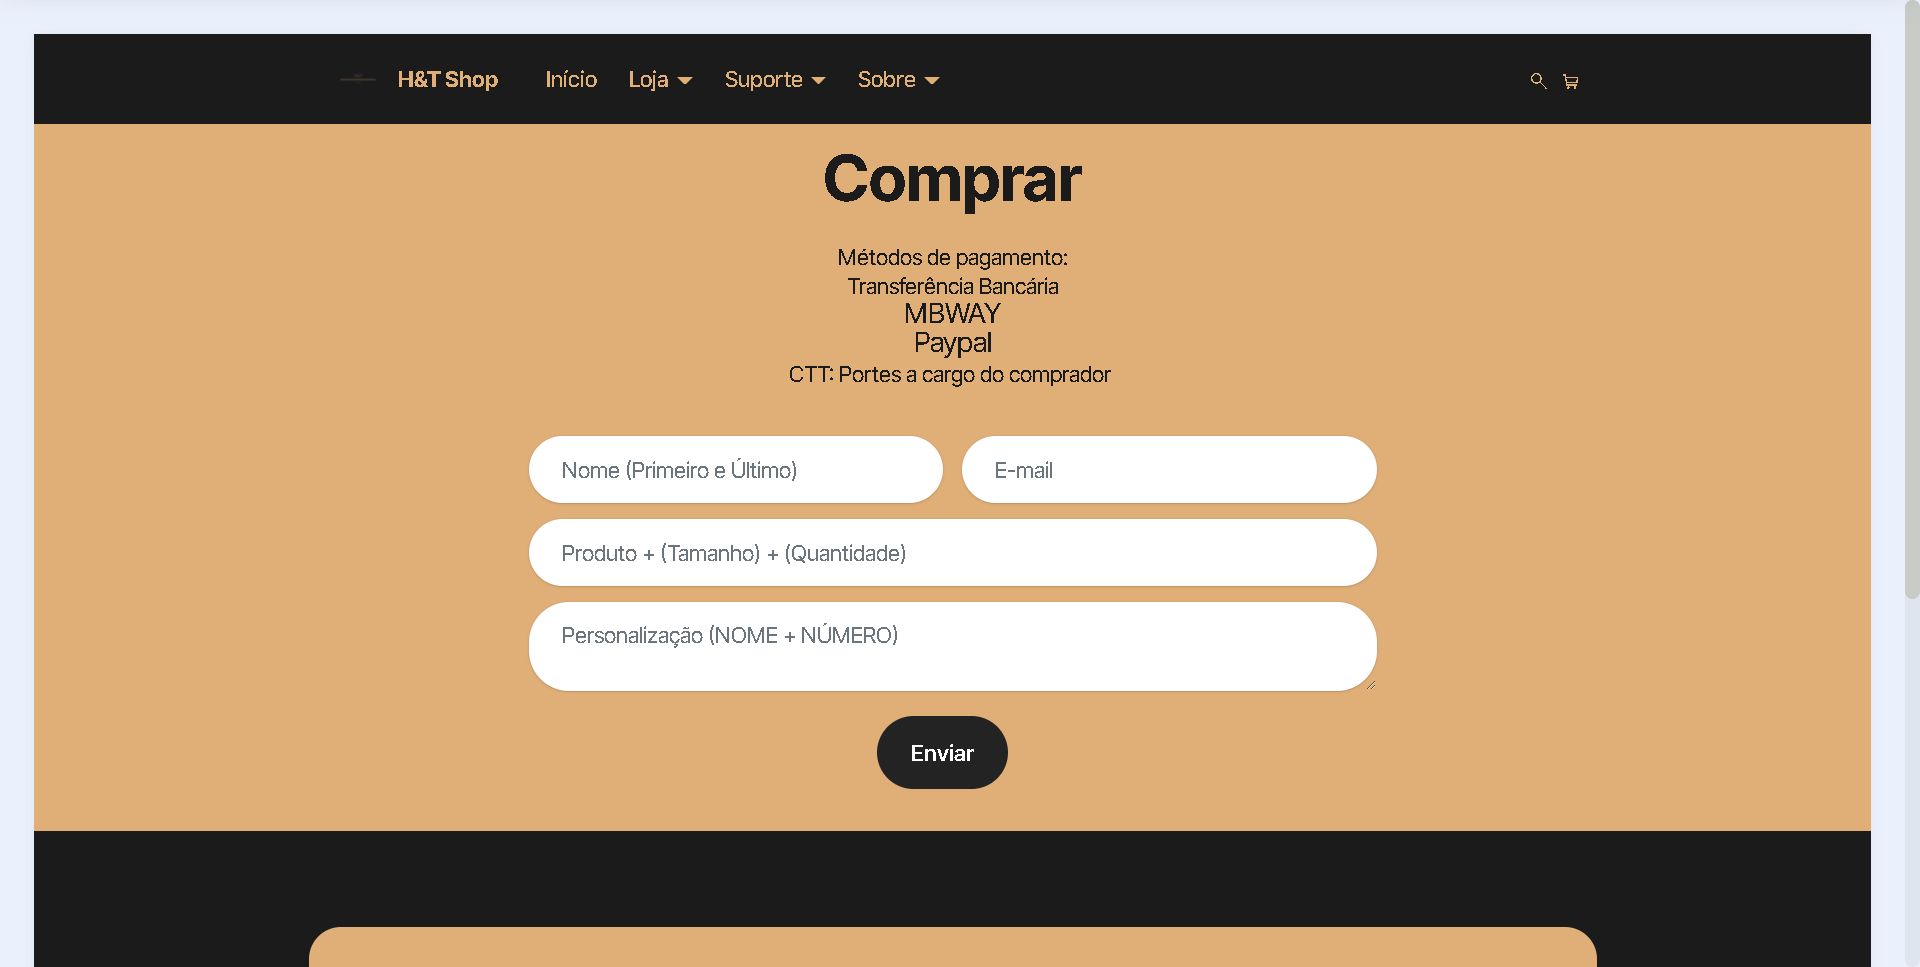 H&T Shop Início Loja Suporte Sobre
Comprar
Métodos de pagamento:
Transferência Bancária
MBWAY
Paypal
CTT: Portes a cargo do comprador
Nome (Primeiro e Último) E-mail
Produto + (Tamanho) + (Quantidade)
Personalização (NOME + NÚMERO)
Enviar